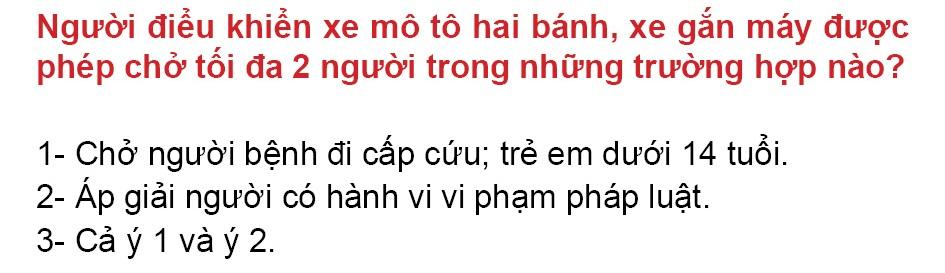 Người điểu khiển xe mô tô hai bánh, xe gắn máy được
phép chở tối đa 2 người trong những trường hợp nào?
1- Chở người bệnh đi cấp cứu; trẻ em dưới 14 tuổi.
2- Áp giải người có hành vi vi phạm pháp luật.
3- Cả ý 1 và ý 2.